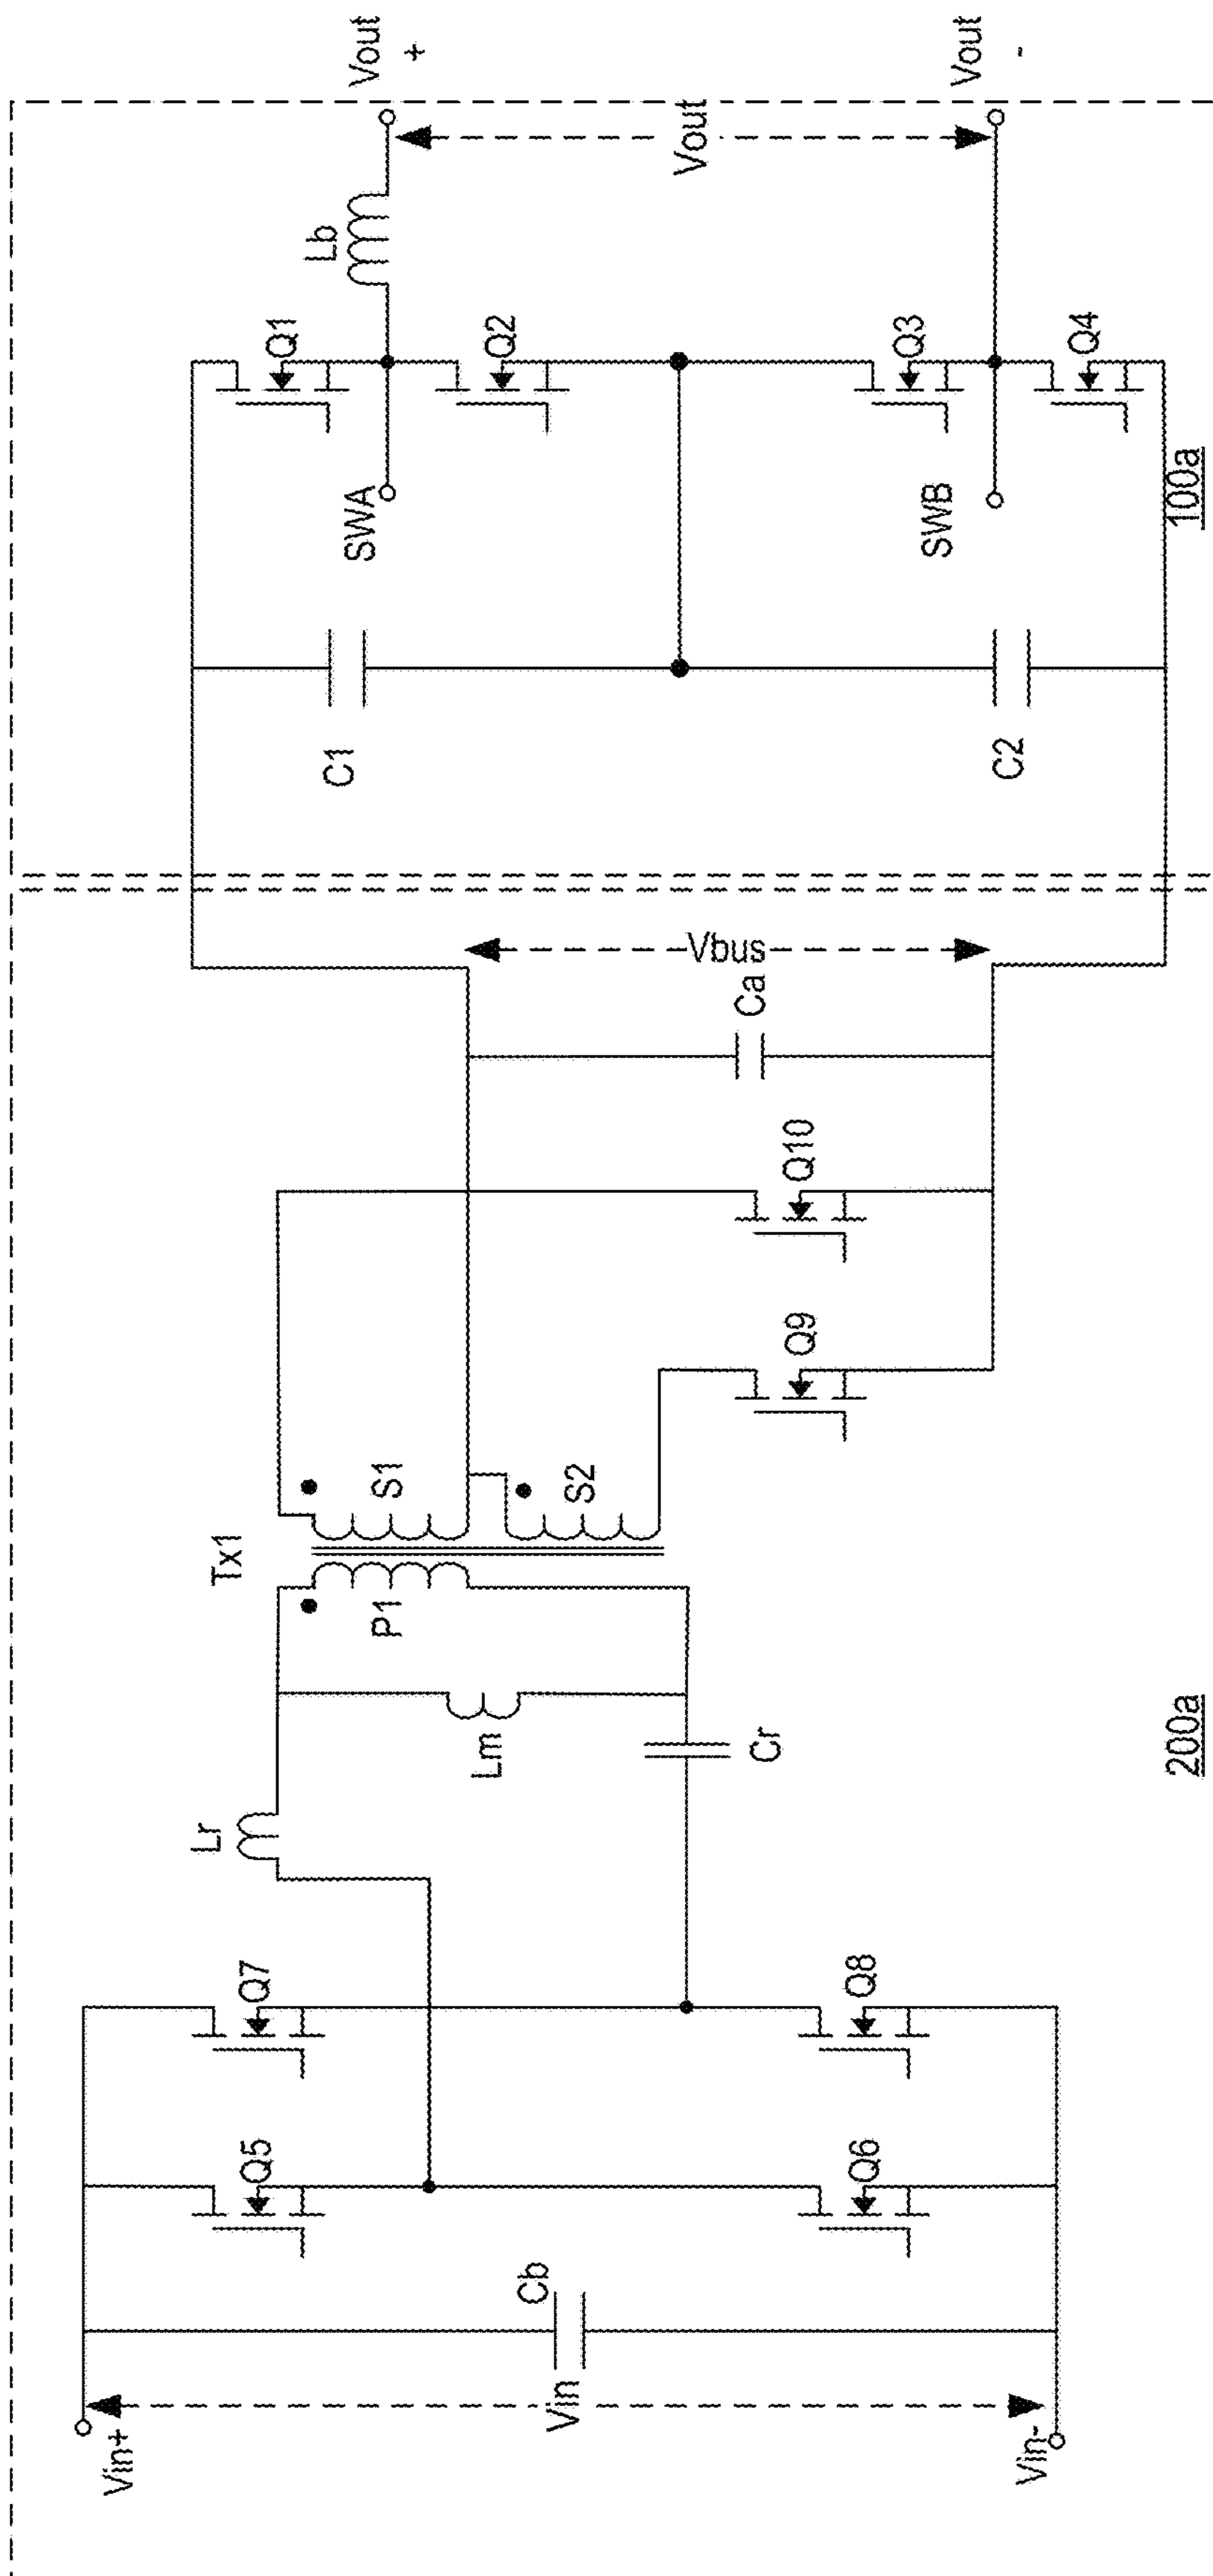 Vin+
Vin
Vin-
Cb
Q5
Q6
Q7
Q8
Lr
Lm
Cr
Tx1
P1
S1
S2
Q9
Q10
Ca
Vbus
200a
C1
C2
SWA
SWB
Q1
Q2
Q3
Q4
Lb
Vout
Vout
+
Vout
-
100a